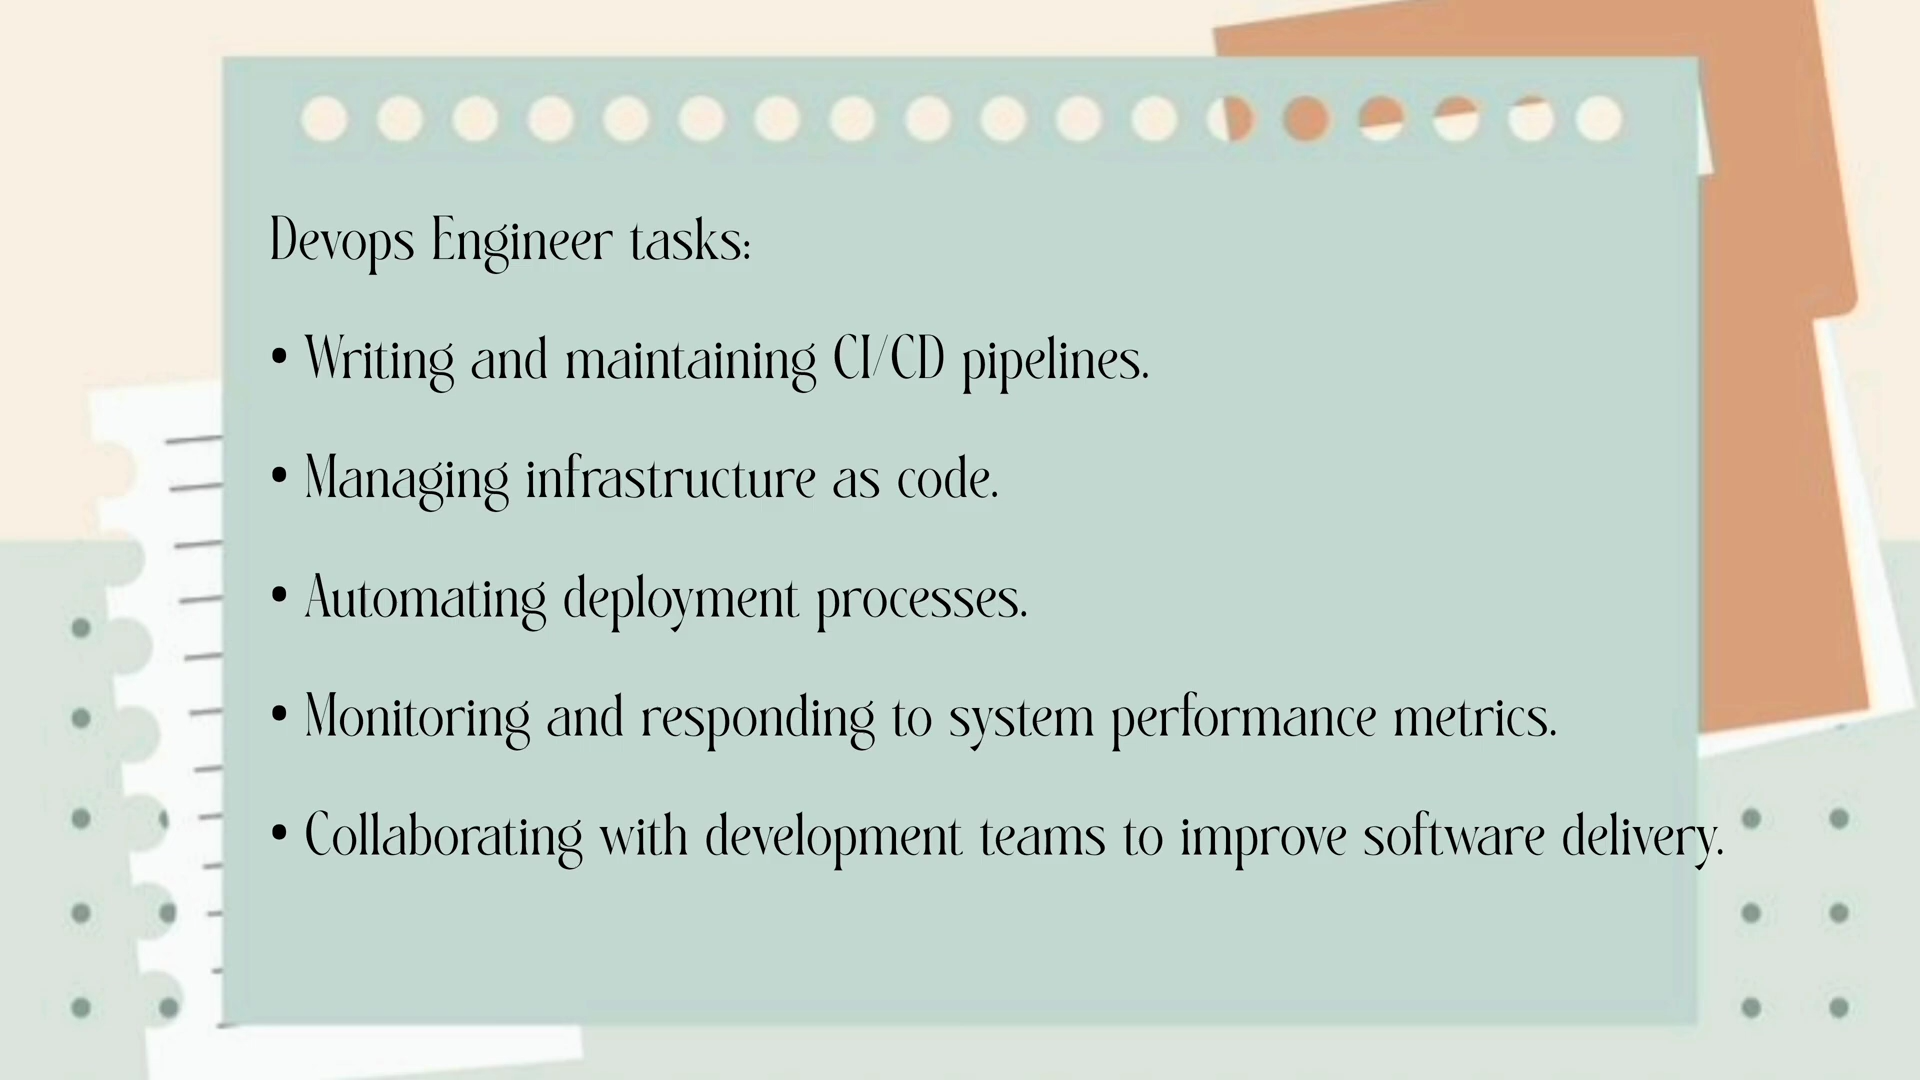 Devops Engineer tasks:
• Writing and maintaining CI/CD pipelines.
• Managing infrastructure as code.
• Automating deployment processes.
• Monitoring and responding to system performance metrics.
• Collaborating with development teams to improve software delivery.